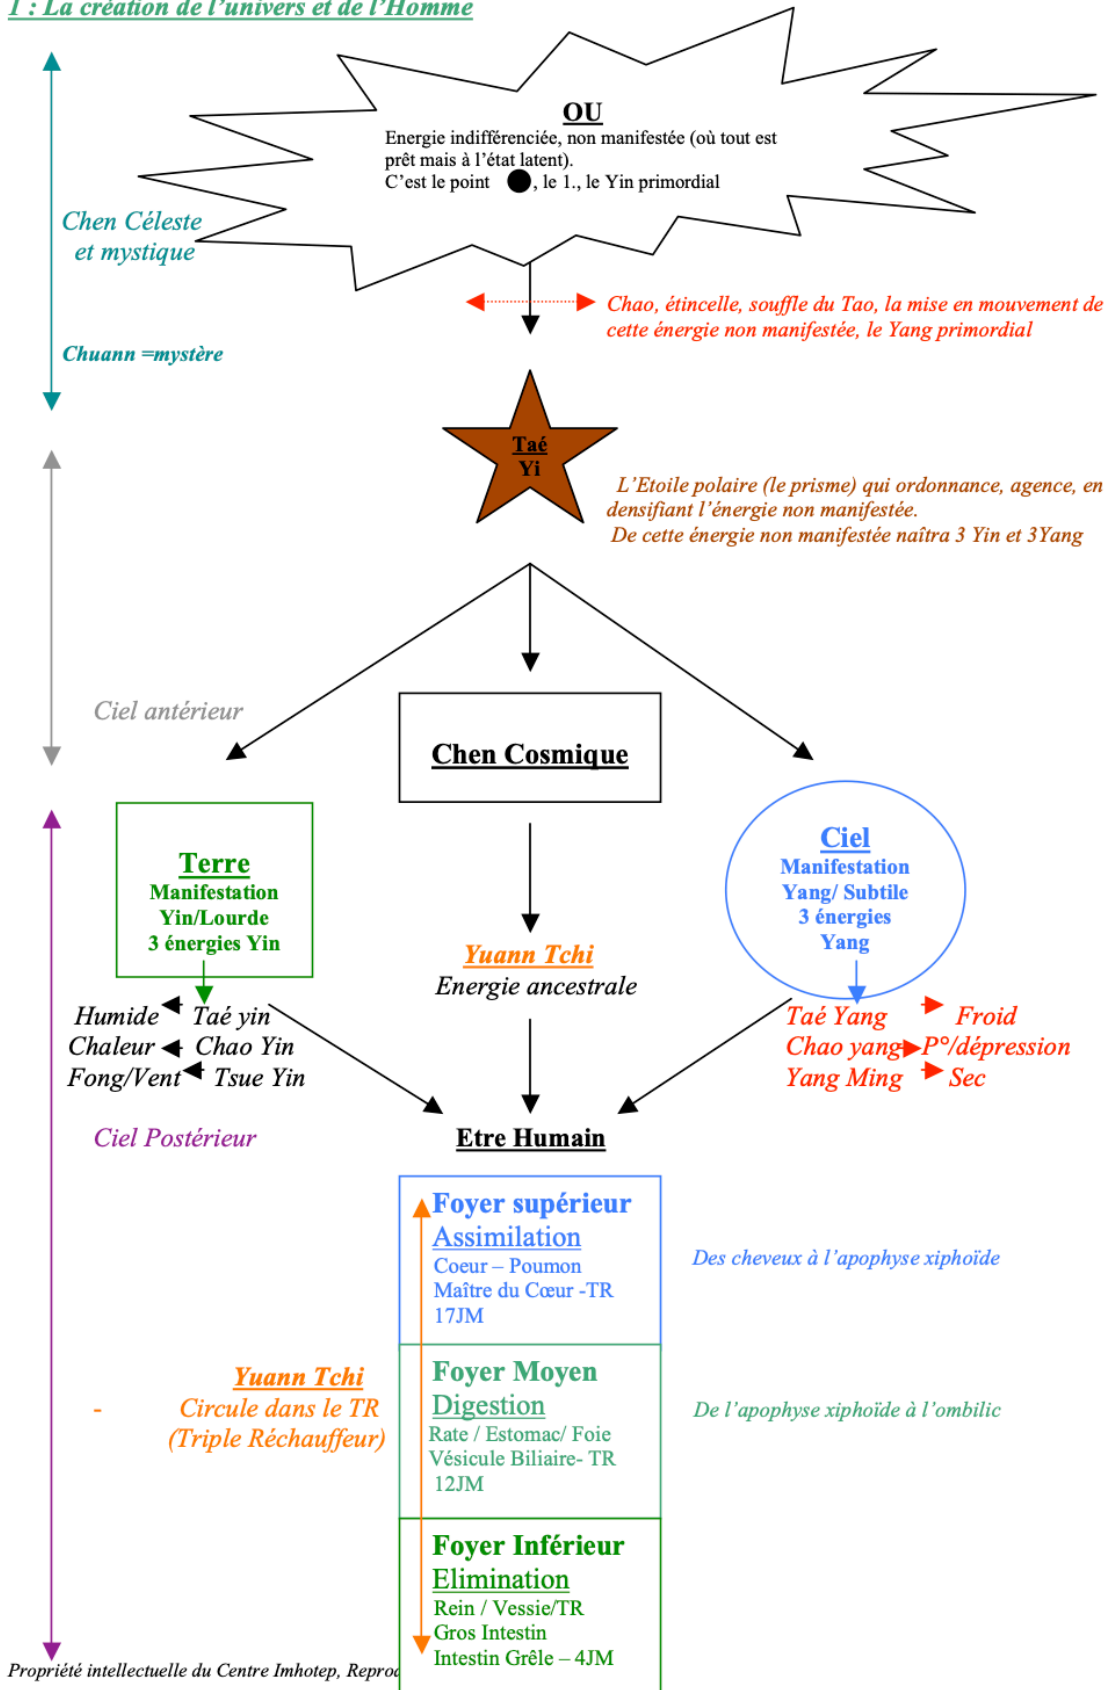 1 : La création de l'univers et de l'Homme
OU
Energie indifférenciée, non manifestée (où tout est
prêt mais à l'état latent).
C'est le point , le 1., le Yin primordial
Chen Céleste
et mystique
Chao, étincelle, souffle du Tao, la mise en mouvement de
cette énergie non manifestée, le Yang primordial
Chuann =mystère
Taé
Yi
L'Etoile polaire (le prisme) qui ordonnance, agence, en
densifiant l'énergie non manifestée.
De cette énergie non manifestée naîtra 3 Yin et 3Yang
Ciel antérieur
Chen Cosmique
Terre
Manifestation
Yin/Lourde
3 énergies Yin
Ciel
Manifestation
Yang/ Subtile
3 énergies
Yang
Yuann Tchi
Energie ancestrale
Humide Taé yin
Chaleur Chao Yin
Fong/Vent Tsue Yin
Taé Yang Froid
Chao yang P°/dépression
Yang Ming Sec
Ciel Postérieur
Etre Humain
Foyer supérieur
Assimilation
Coeur – Poumon
Maître du Cœur -TR
17JM
Des cheveux à l'apophyse xiphoïde
Yuann Tchi
- Circule dans le TR
(Triple Réchauffeur)
Foyer Moyen
Digestion
Rate / Estomac/ Foie
Vésicule Biliaire- TR
12JM
De l'apophyse xiphoïde à l'ombilic
Foyer Inférieur
Elimination
Rein / Vessie/TR
Gros Intestin
Intestin Grêle – 4JM
Propriété intellectuelle du Centre Imhotep, Reprod